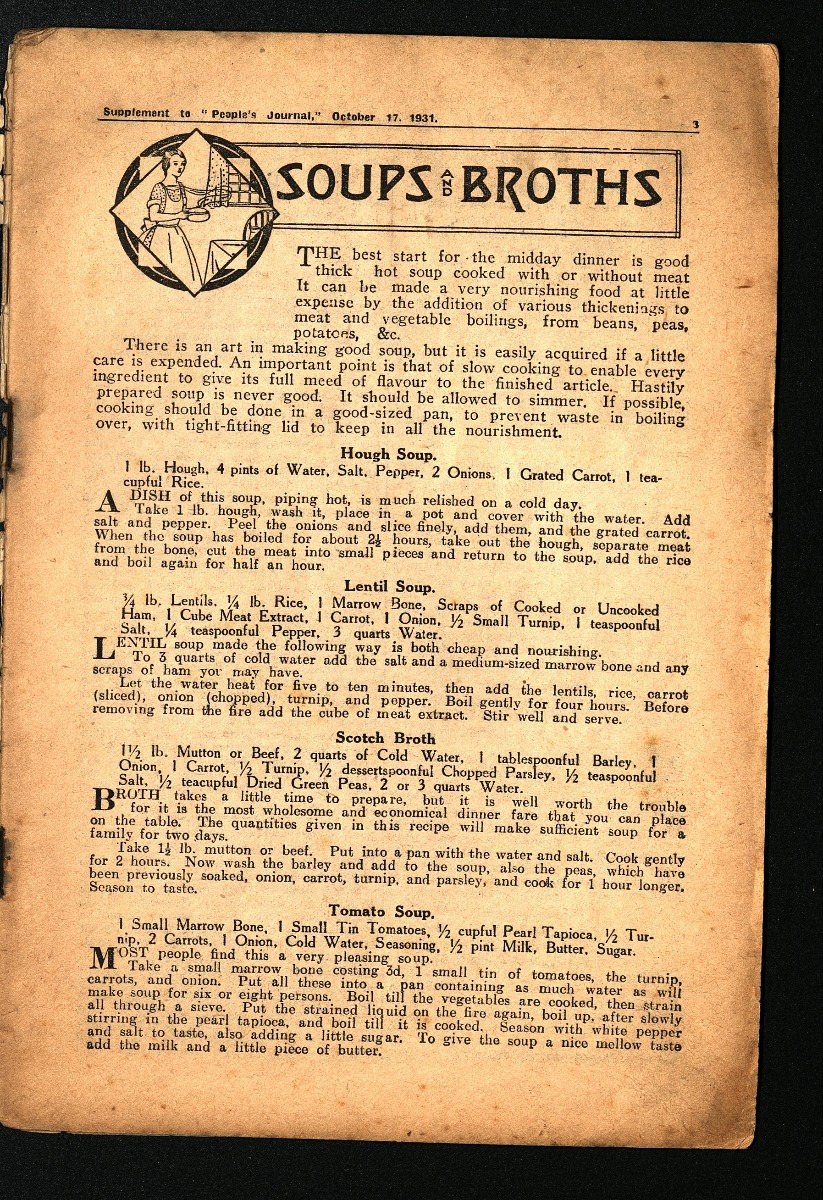 Supplement to "People's Journal," October 17, 1931.
3
SOUPS AND BROTHS
THE best start for the midday dinner is good
thick hot soup cooked with or without meat
It can be made a very nourishing food at little
expense by the addition of various thickenings to
meat and vegetable boilings, from beans, peas,
potatoes, &c.
There is an art in making good soup, but it is easily acquired if a little
care is expended. An important point is that of slow cooking to enable every
ingredient to give its full meed of flavour to the finished article. Hastily
prepared soup is never good. It should be allowed to simmer. If possible,
cooking should be done in a good-sized pan, to prevent waste in boiling
over, with tight-fitting lid to keep in all the nourishment.
Hough Soup.
1 lb. Hough, 4 pints of Water, Salt, Pepper, 2 Onions, 1 Grated Carrot, 1 tea-
cupful Rice.
A DISH of this soup, piping hot, is much relished on a cold day.
Take 1 lb. hough, wash it, place in a pot and cover with the water. Add
salt and pepper. Peel the onions and slice finely, add them, and the grated carrot.
When the soup has boiled for about 2½ hours, take out the hough, separate meat
from the bone, cut the meat into small pieces and return to the soup, add the rice
and boil again for half an hour.
Lentil Soup.
¾ lb. Lentils, ¼ lb. Rice, 1 Marrow Bone, Scraps of Cooked or Uncooked
Ham, 1 Cube Meat Extract, 1 Carrot, 1 Onion, ½ Small Turnip, 1 teaspoonful
Salt, ¼ teaspoonful Pepper, 3 quarts Water.
LENTIL soup made the following way is both cheap and nourishing.
To 3 quarts of cold water add the salt and a medium-sized marrow bone and any
scraps of ham you may have.
Let the water heat for five to ten minutes, then add the lentils, rice, carrot
(sliced), onion (chopped), turnip, and pepper. Boil gently for four hours. Before
removing from the fire add the cube of meat extract. Stir well and serve.
Scotch Broth
1½ lb. Mutton or Beef, 2 quarts of Cold Water, 1 tablespoonful Barley, 1
Onion, 1 Carrot, ½ Turnip, ½ dessertspoonful Chopped Parsley, ½ teaspoonful
Salt, ½ teacupful Dried Green Peas, 2 or 3 quarts Water.
BROTH takes a little time to prepare, but it is well worth the trouble
for it is the most wholesome and economical dinner fare that you can place
on the table. The quantities given in this recipe will make sufficient soup for a
family for two days.
Take 1½ lb. mutton or beef. Put into a pan with the water and salt. Cook gently
for 2 hours. Now wash the barley and add to the soup, also the peas, which have
been previously soaked, onion, carrot, turnip, and parsley, and cook for 1 hour longer.
Season to taste.
Tomato Soup.
1 Small Marrow Bone, 1 Small Tin Tomatoes, ½ cupful Pearl Tapioca, ½ Tur-
nip, 2 Carrots, 1 Onion, Cold Water, Seasoning, ½ pint Milk, Butter, Sugar.
MOST people find this a very pleasing soup.
Take a small marrow bone costing 3d, 1 small tin of tomatoes, the turnip,
carrots, and onion. Put all these into a pan containing as much water as will
make soup for six or eight persons. Boil till the vegetables are cooked, then strain
all through a sieve. Put the strained liquid on the fire again, boil up, after slowly
stirring in the pearl tapioca, and boil till it is cooked. Season with white pepper
and salt to taste, also adding a little sugar. To give the soup a nice mellow taste
add the milk and a little piece of butter.